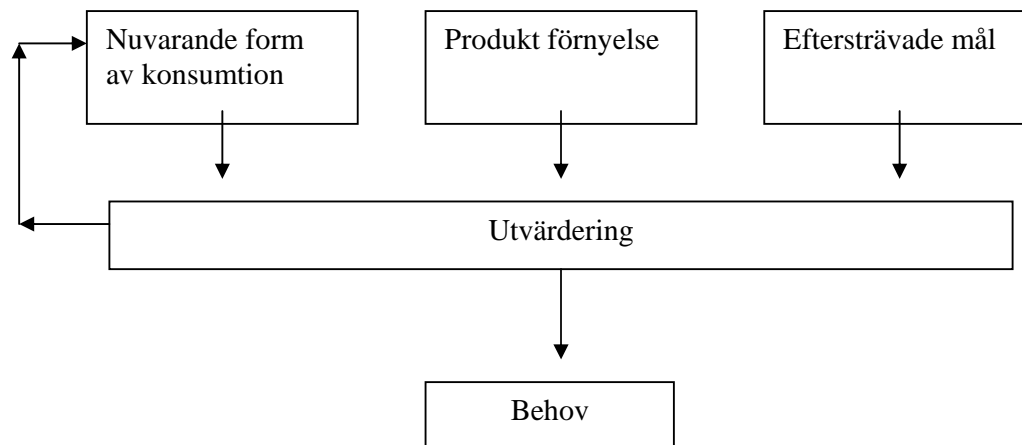 Nuvarande form
av konsumtion
Produkt förnyelse
Eftersträvade mål
Utvärdering
Behov